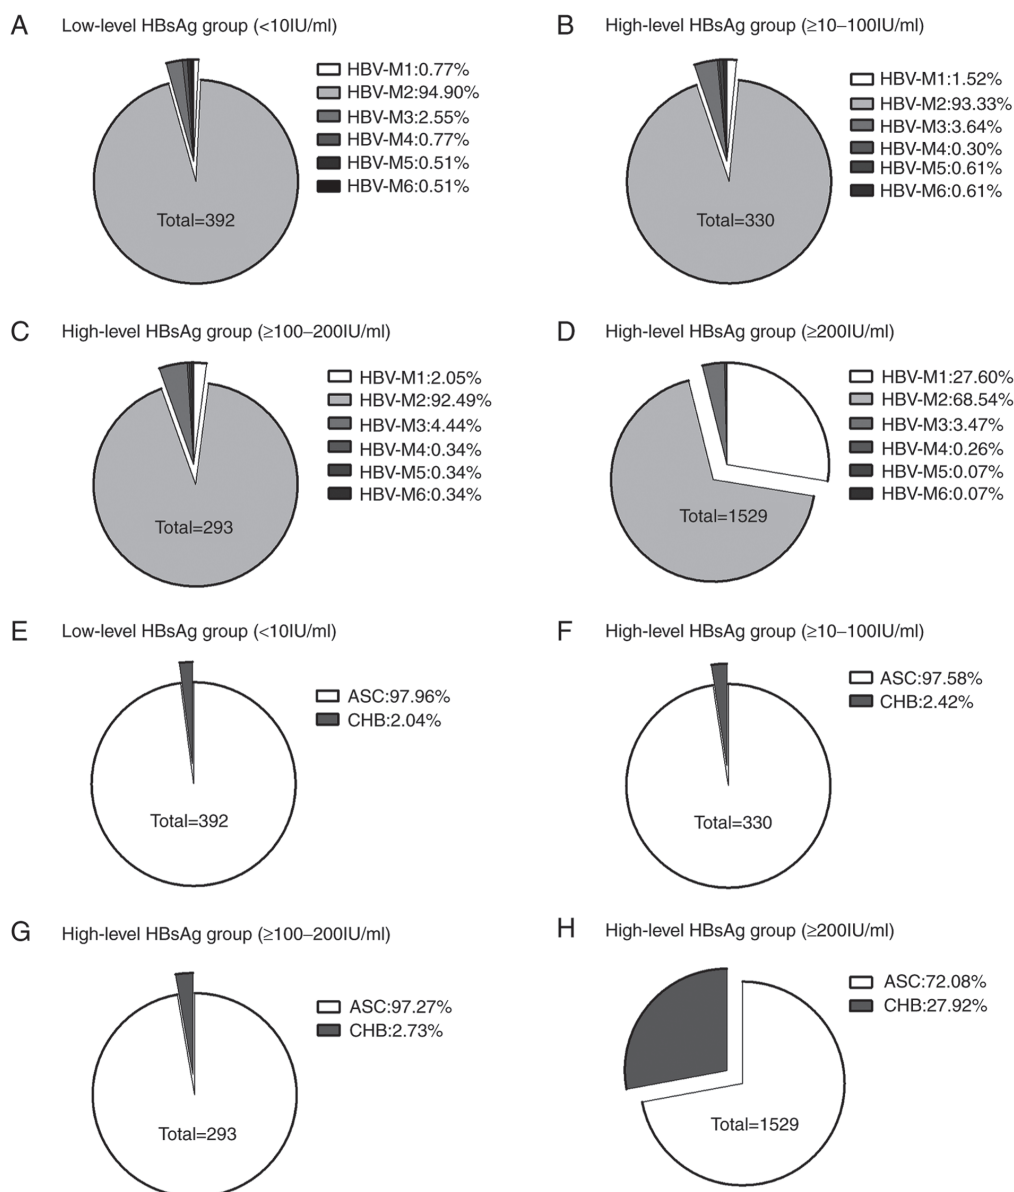 A Low-level HBsAg group (<10IU/ml)
HBV-M1:0.77%
HBV-M2:94.90%
HBV-M3:2.55%
HBV-M4:0.77%
HBV-M5:0.51%
HBV-M6:0.51%
Total=392
B High-level HBsAg group (≥10–100IU/ml)
HBV-M1:1.52%
HBV-M2:93.33%
HBV-M3:3.64%
HBV-M4:0.30%
HBV-M5:0.61%
HBV-M6:0.61%
Total=330
C High-level HBsAg group (≥100–200IU/ml)
HBV-M1:2.05%
HBV-M2:92.49%
HBV-M3:4.44%
HBV-M4:0.34%
HBV-M5:0.34%
HBV-M6:0.34%
Total=293
D High-level HBsAg group (≥200IU/ml)
HBV-M1:27.60%
HBV-M2:68.54%
HBV-M3:3.47%
HBV-M4:0.26%
HBV-M5:0.07%
HBV-M6:0.07%
Total=1529
E Low-level HBsAg group (<10IU/ml)
ASC:97.96%
CHB:2.04%
Total=392
F High-level HBsAg group (≥10–100IU/ml)
ASC:97.58%
CHB:2.42%
Total=330
G High-level HBsAg group (≥100–200IU/ml)
ASC:97.27%
CHB:2.73%
Total=293
H High-level HBsAg group (≥200IU/ml)
ASC:72.08%
CHB:27.92%
Total=1529